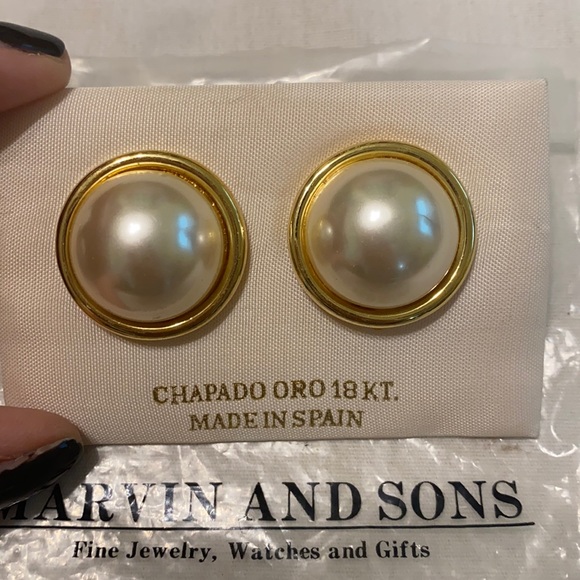 CHAPADO ORO 18 KT.
MADE IN SPAIN
MARVIN AND SONS
Fine Jewelry, Watches and Gifts